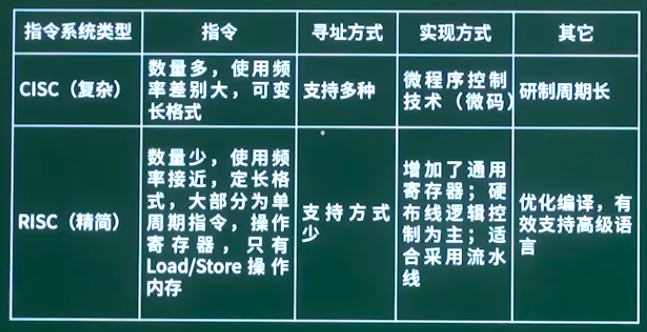 指令系统类型 指令 寻址方式 实现方式 其它
CISC（复杂）
数量多，使用频
率差别大，可变
长格式
支持多种
微程序控制
技术（微码）
研制周期长
RISC（精简）
数量少，使用频
率接近，定长格
式，大部分为单
周期指令，操作
寄存器，只有
Load/Store操作
内存
支持方式
少
增加了通用
寄存器；硬
布线逻辑控
制为主；适
合采用流水
线
优化编译，有
效支持高级语
言